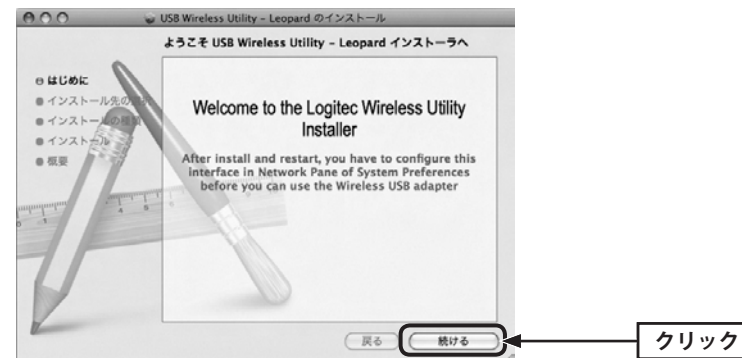 USB Wireless Utility – Leopard のインストール
ようこそ USB Wireless Utility – Leopard インストーラへ
はじめに
インストール先の選択
インストールの種類
インストール
概要
Welcome to the Logitec Wireless Utility
Installer
After install and restart, you have to configure this
interface in Network Pane of System Preferences
before you can use the Wireless USB adapter
戻る
続ける
クリック